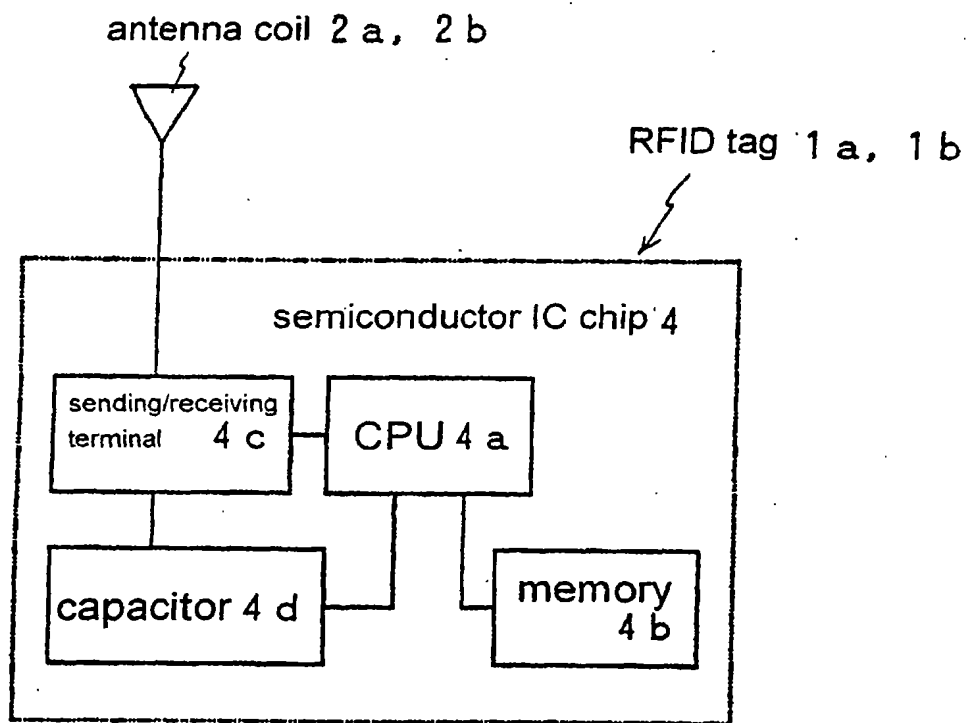 antenna coil 2 a, 2 b
RFID tag 1 a, 1 b
semiconductor IC chip 4
sending/receiving
terminal 4 c
CPU 4 a
capacitor 4 d
memory
4 b